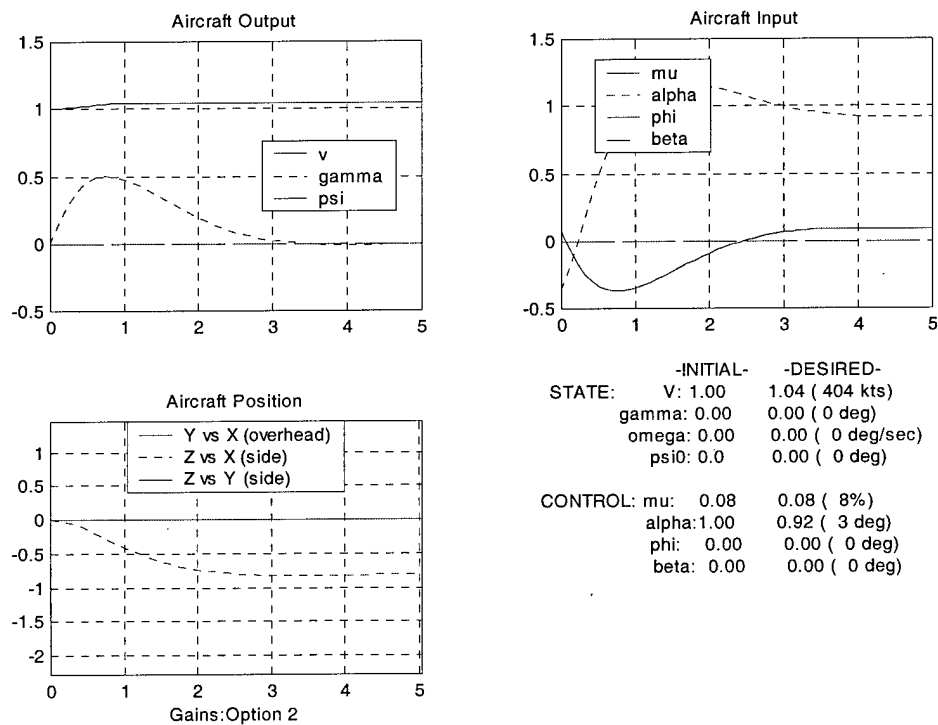 Aircraft Output
1.5
1
0.5
0
-0.5
0 1 2 3 4 5
v
gamma
psi
Aircraft Input
1.5
1
0.5
0
-0.5
0 1 2 3 4 5
mu
alpha
phi
beta
Aircraft Position
1
0.5
0
-0.5
-1
-1.5
-2
0 1 2 3 4 5
Y vs X (overhead)
Z vs X (side)
Z vs Y (side)
Gains:Option 2
-INITIAL- -DESIRED-
STATE: V: 1.00 1.04 ( 404 kts)
gamma: 0.00 0.00 ( 0 deg)
omega: 0.00 0.00 ( 0 deg/sec)
psi0: 0.0 0.00 ( 0 deg)
CONTROL: mu: 0.08 0.08 ( 8%)
alpha:1.00 0.92 ( 3 deg)
phi: 0.00 0.00 ( 0 deg)
beta: 0.00 0.00 ( 0 deg)